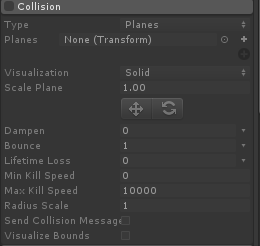 Collision
Type Planes
Planes None (Transform)
Visualization Solid
Scale Plane 1.00
Dampen 0
Bounce 1
Lifetime Loss 0
Min Kill Speed 0
Max Kill Speed 10000
Radius Scale 1
Send Collision Message
Visualize Bounds